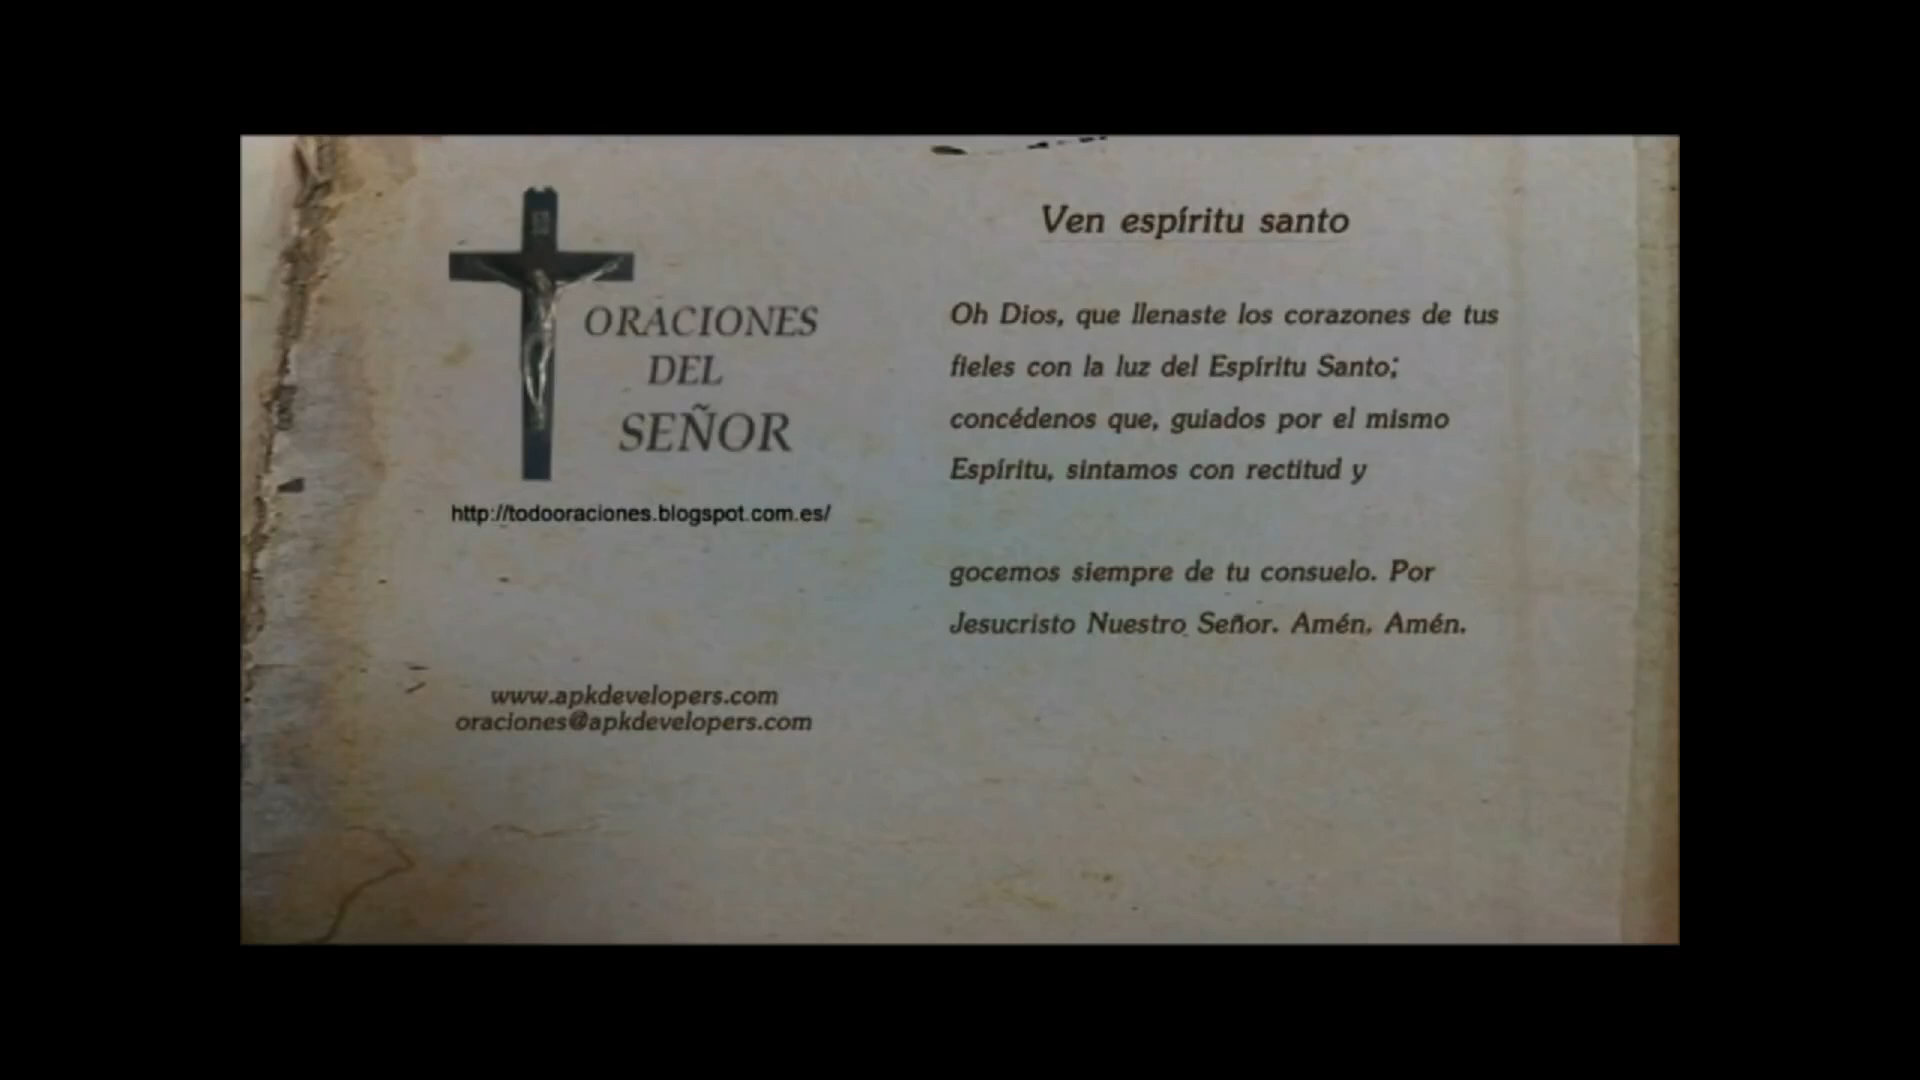 ORACIONES
DEL
SEÑOR
http://todooraciones.blogspot.com.es/
www.apkdevelopers.com
oraciones@apkdevelopers.com
Ven espíritu santo
Oh Dios, que llenaste los corazones de tus
fieles con la luz del Espíritu Santo;
concédenos que, guiados por el mismo
Espíritu, sintamos con rectitud y
gocemos siempre de tu consuelo. Por
Jesucristo Nuestro Señor. Amén. Amén.